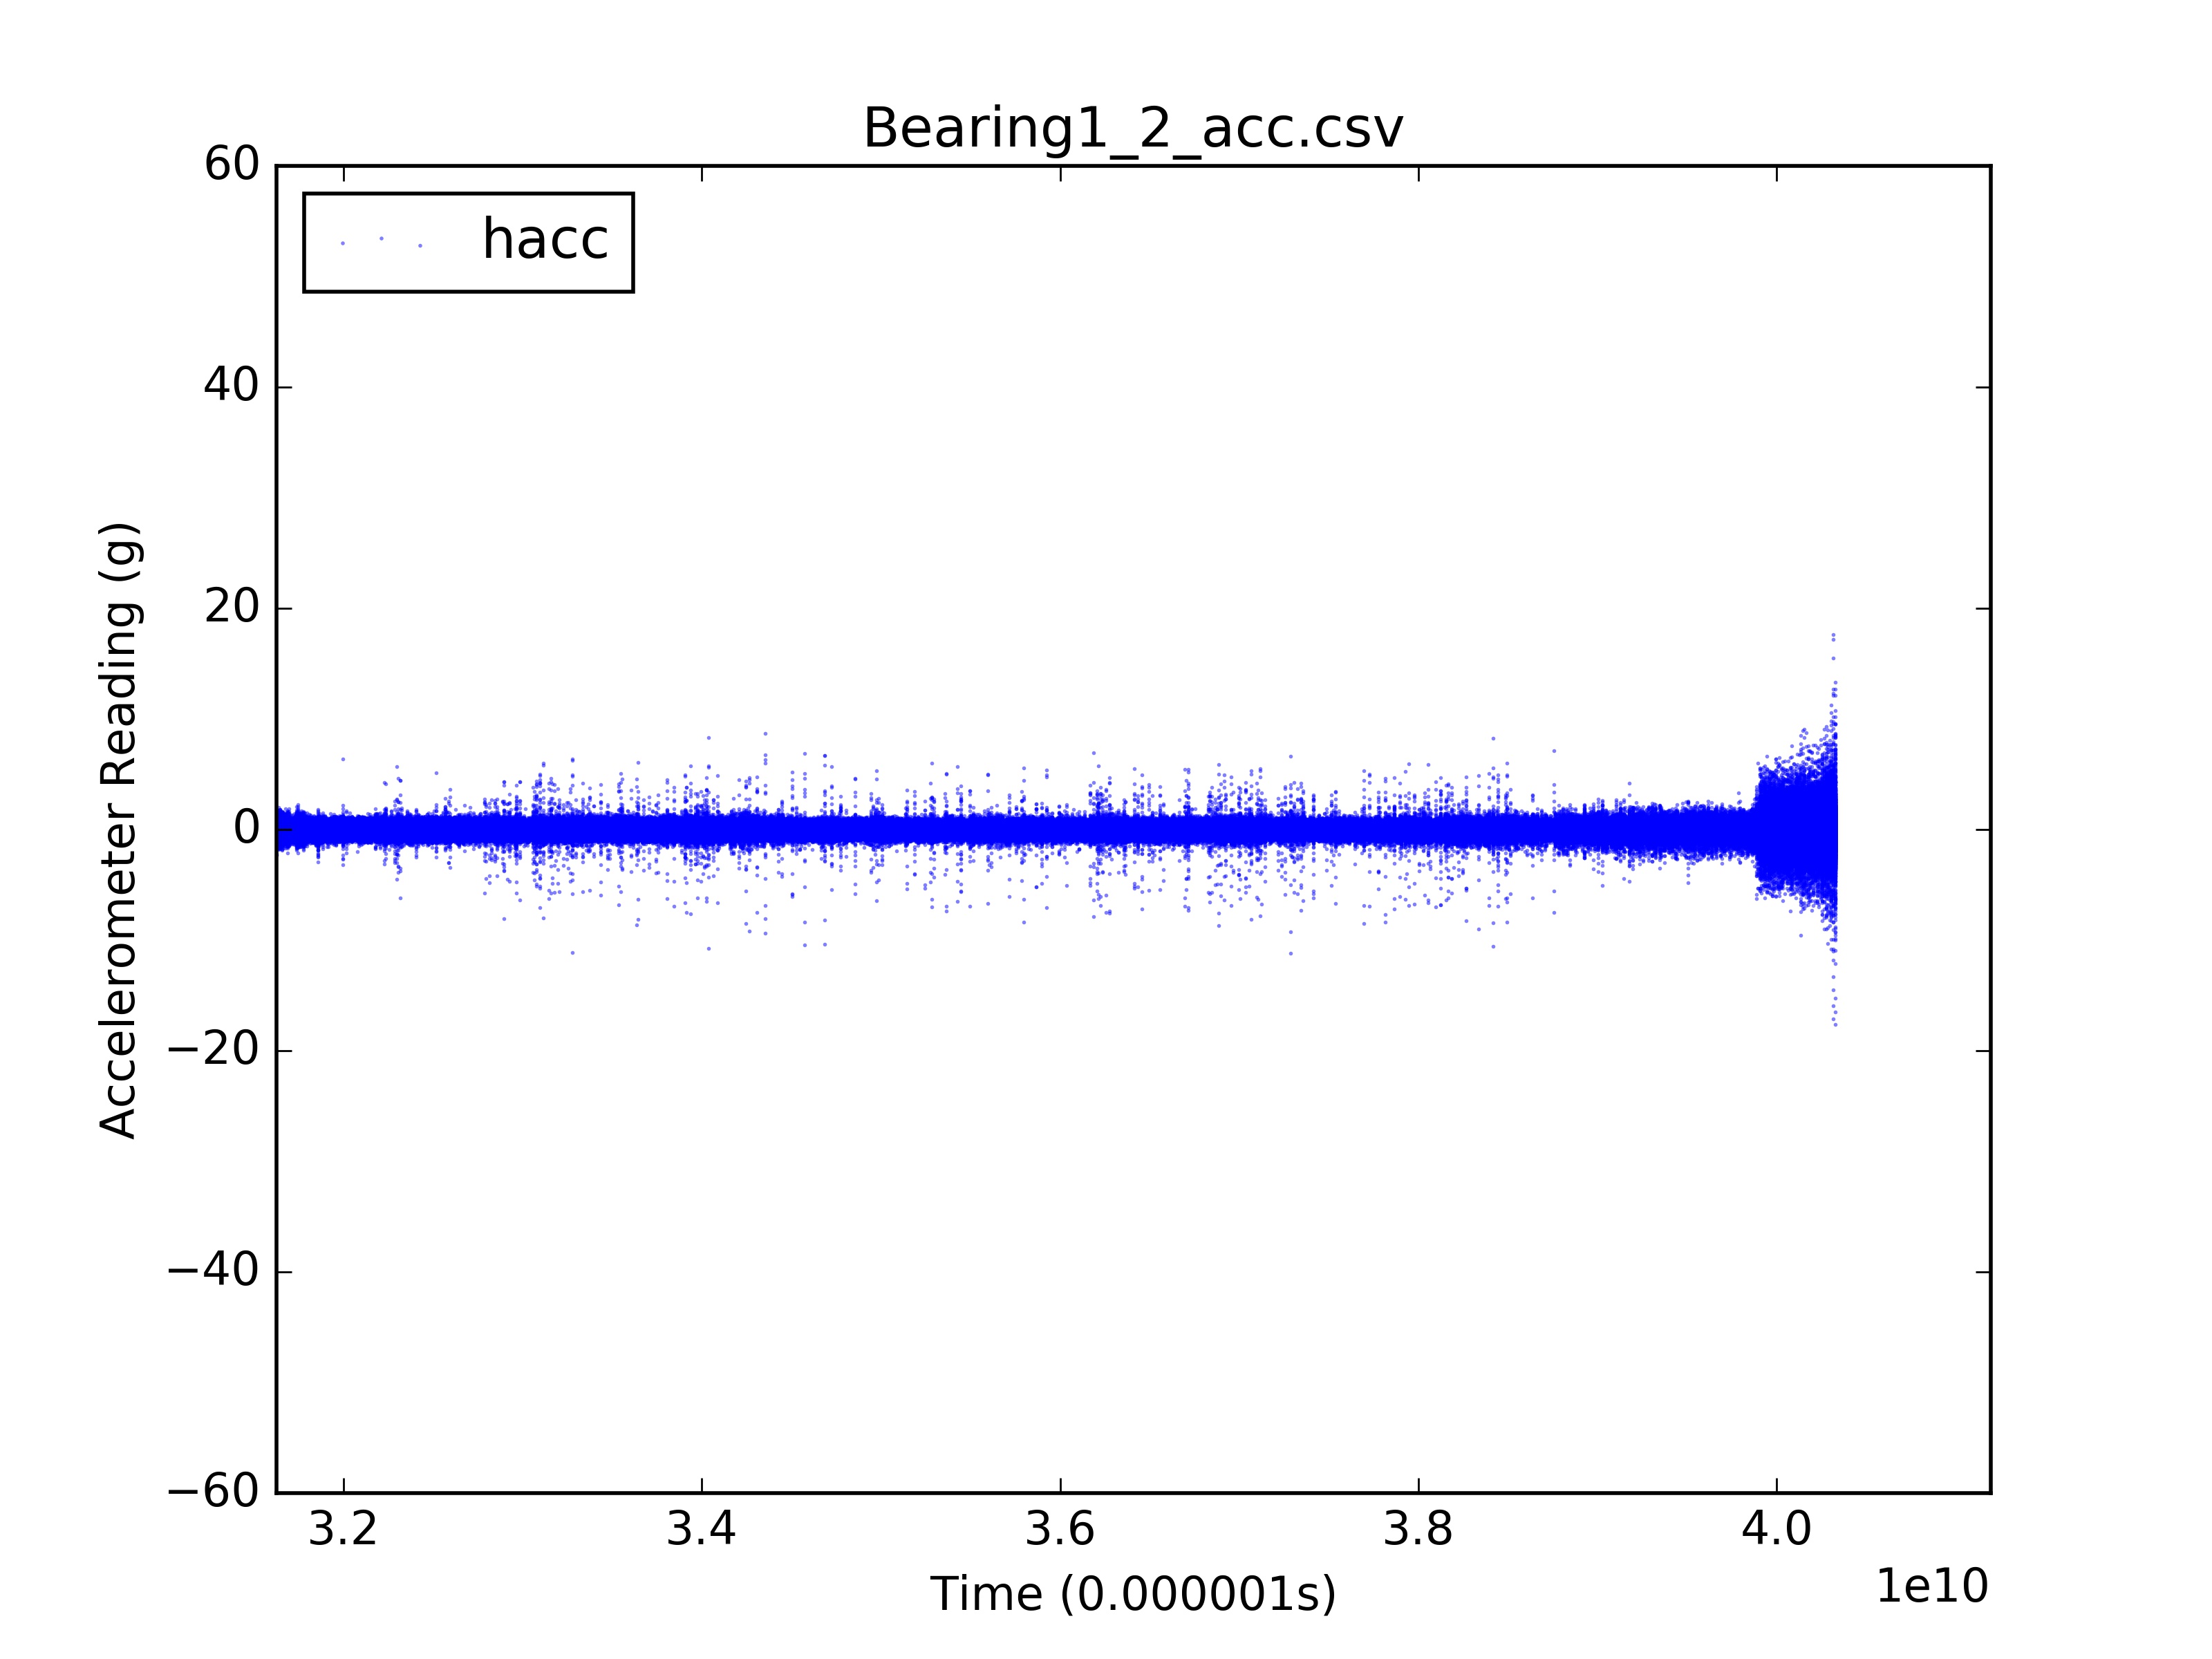 Bearing1_2_acc.csv
hacc
60
40
20
0
−20
−40
−60
Accelerometer Reading (g)
3.2 3.4 3.6 3.8 4.0
1e10
Time (0.000001s)